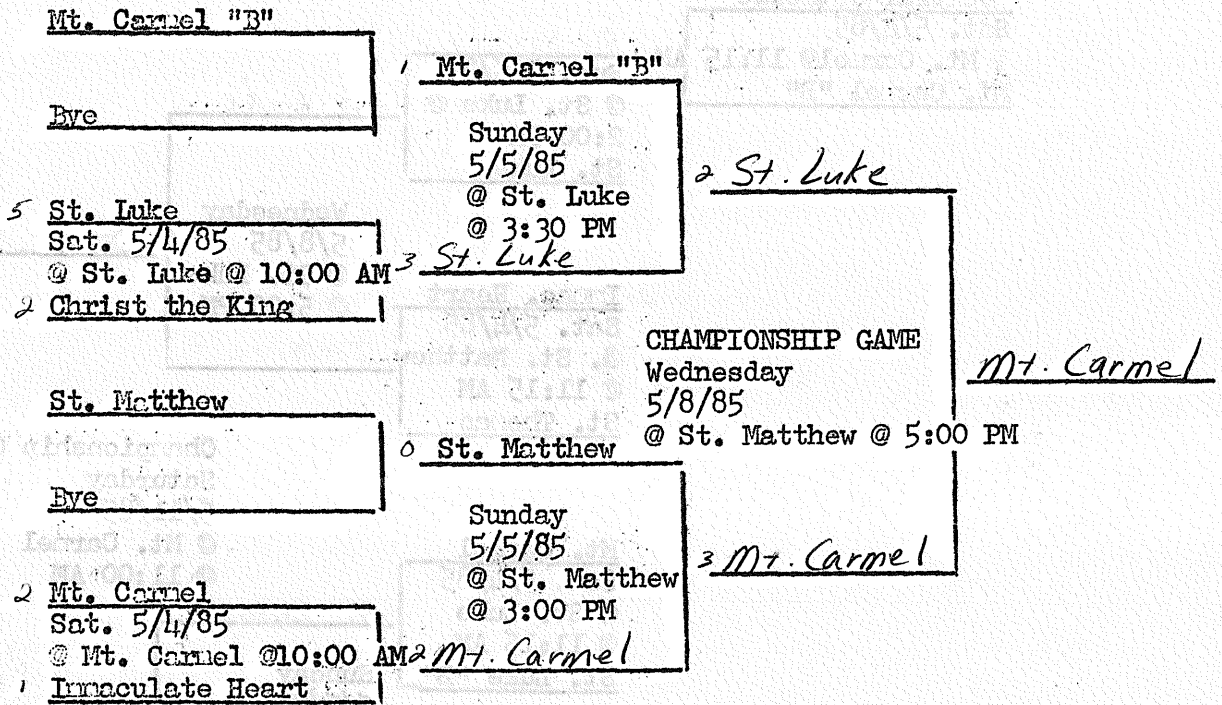 Mt. Carmel "B"
Bye
5 St. Luke
Sat. 5/4/85
@ St. Luke @ 10:00 AM
2 Christ the King
St. Matthew
Bye
2 Mt. Carmel
Sat. 5/4/85
@ Mt. Carmel @10:00 AM
1 Immaculate Heart
1 Mt. Carmel "B"
Sunday
5/5/85
@ St. Luke
@ 3:30 PM
3 St. Luke
0 St. Matthew
Sunday
5/5/85
@ St. Matthew
@ 3:00 PM
2 Mt. Carmel
2 St. Luke
CHAMPIONSHIP GAME
Wednesday
5/8/85
@ St. Matthew @ 5:00 PM
3 Mt. Carmel
Mt. Carmel